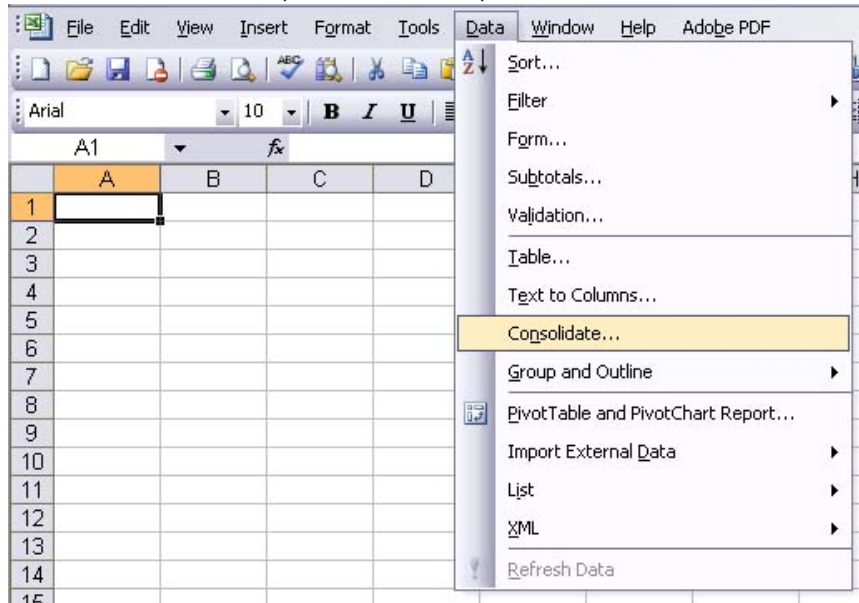 File Edit View Insert Format Tools Data Window Help Adobe PDF
ABC
Arial 10 B I U
A1 fx
A B C D
1
2
3
4
5
6
7
8
9
10
11
12
13
14
15
A Z Sort...
Filter
Form...
Subtotals...
Validation...
Table...
Text to Columns...
Consolidate...
Group and Outline
PivotTable and PivotChart Report...
Import External Data
List
XML
Refresh Data